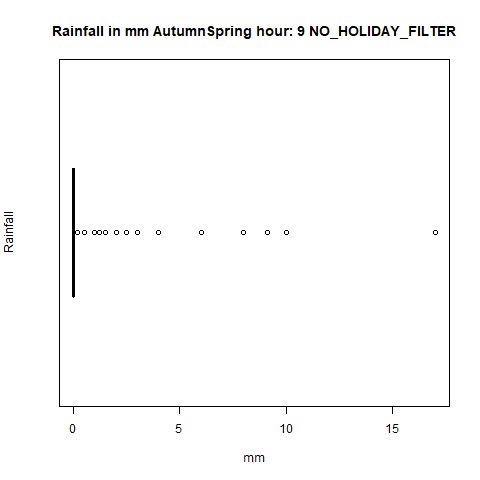 Rainfall in mm AutumnSpring hour: 9 NO_HOLIDAY_FILTER
Rainfall
0 5 10 15
mm